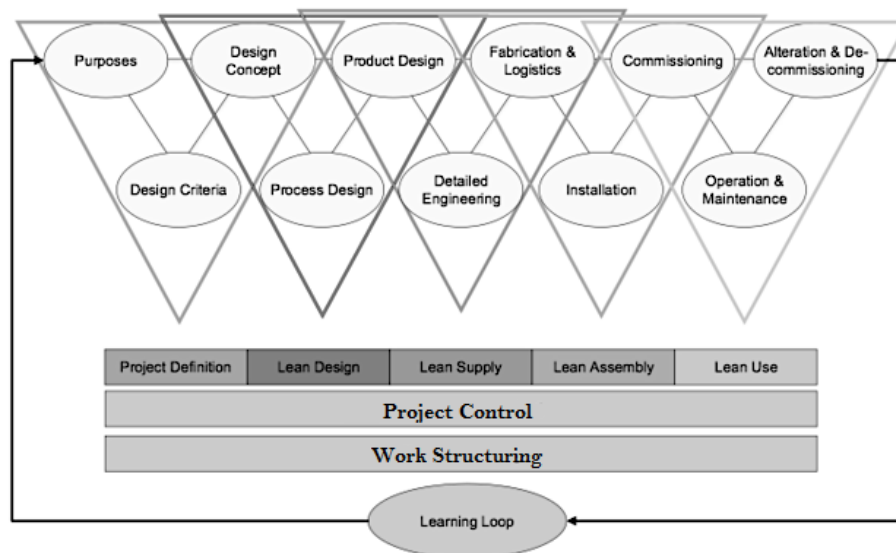 Purposes
Design
Concept
Product Design
Fabrication &
Logistics
Commissioning
Alteration & De-
commissioning
Design Criteria
Process Design
Detailed
Engineering
Installation
Operation &
Maintenance
Project Definition
Lean Design
Lean Supply
Lean Assembly
Lean Use
Project Control
Work Structuring
Learning Loop